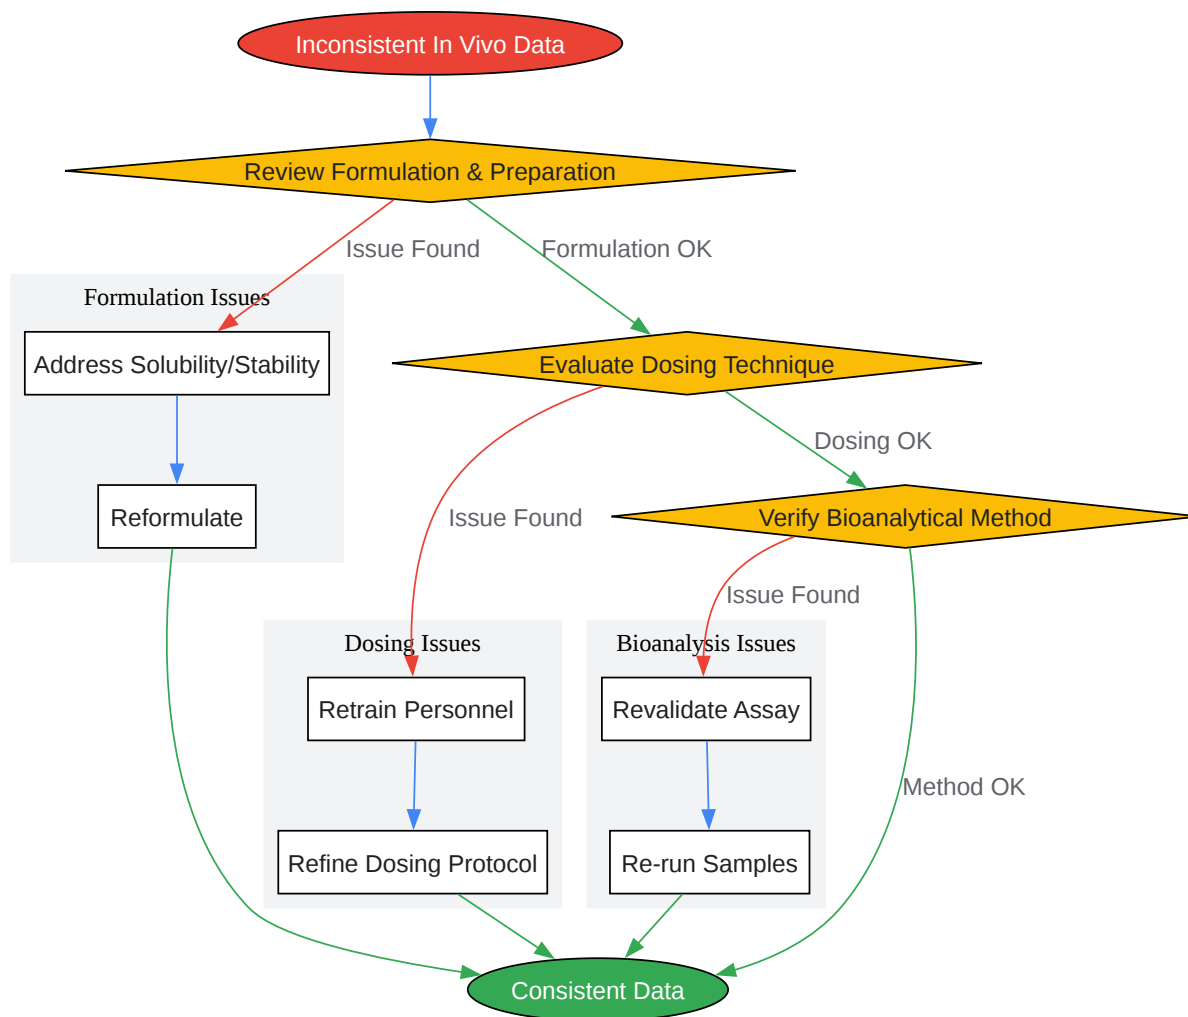 Inconsistent In Vivo Data
Review Formulation & Preparation
Issue Found
Formulation OK
Formulation Issues
Address Solubility/Stability
Evaluate Dosing Technique
Dosing OK
Reformulate
Issue Found
Verify Bioanalytical Method
Issue Found
Dosing Issues
Bioanalysis Issues
Retrain Personnel
Revalidate Assay
Method OK
Refine Dosing Protocol
Re-run Samples
Consistent Data